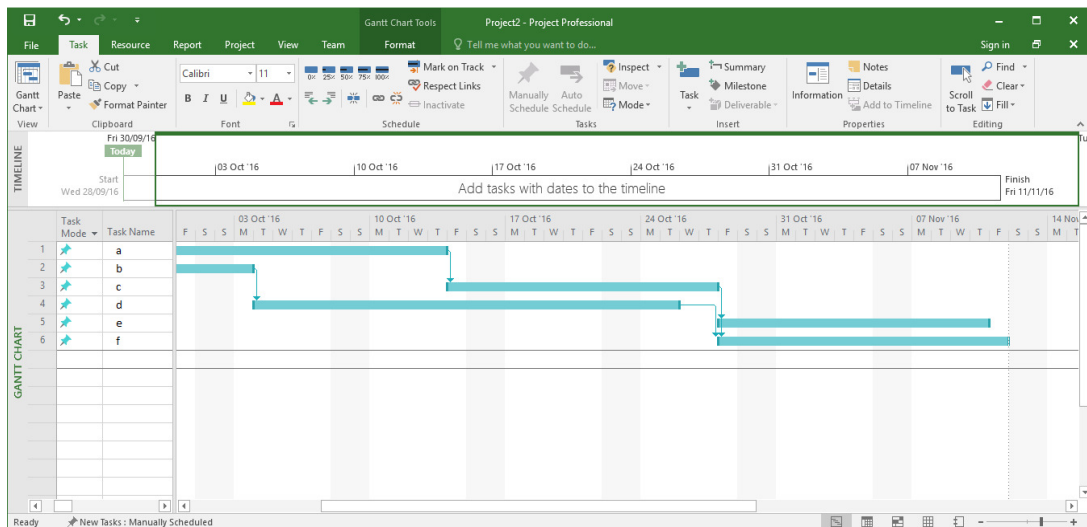 Gantt Chart Tools Project2 - Project Professional
File Task Resource Report Project View Team Format Tell me what you want to do... Sign in
Gantt Chart
View
Paste
Cut
Copy
Format Painter
Clipboard
Calibri 11
B I U A
Font
0% 25% 50% 75% 100%
Mark on Track
Respect Links
Inactivate
Schedule
Manually Schedule
Auto Schedule
Inspect
Move
Mode
Tasks
Task
Summary
Milestone
Deliverable
Insert
Information
Notes
Details
Add to Timeline
Properties
Scroll to Task
Find
Clear
Fill
Editing
TIMELINE
Fri 30/09/16
Today
03 Oct '16 10 Oct '16 17 Oct '16 24 Oct '16 31 Oct '16 07 Nov '16
Start
Wed 28/09/16
Add tasks with dates to the timeline
Finish
Fri 11/11/16
GANTT CHART
Task Mode Task Name
03 Oct '16 10 Oct '16 17 Oct '16 24 Oct '16 31 Oct '16 07 Nov '16 14 Nov
F S S M T W T F S S M T W T F S S M T W T F S S M T W T F S S M T W T F S S M T W T F S S M T
1 a
2 b
3 c
4 d
5 e
6 f
Ready New Tasks : Manually Scheduled